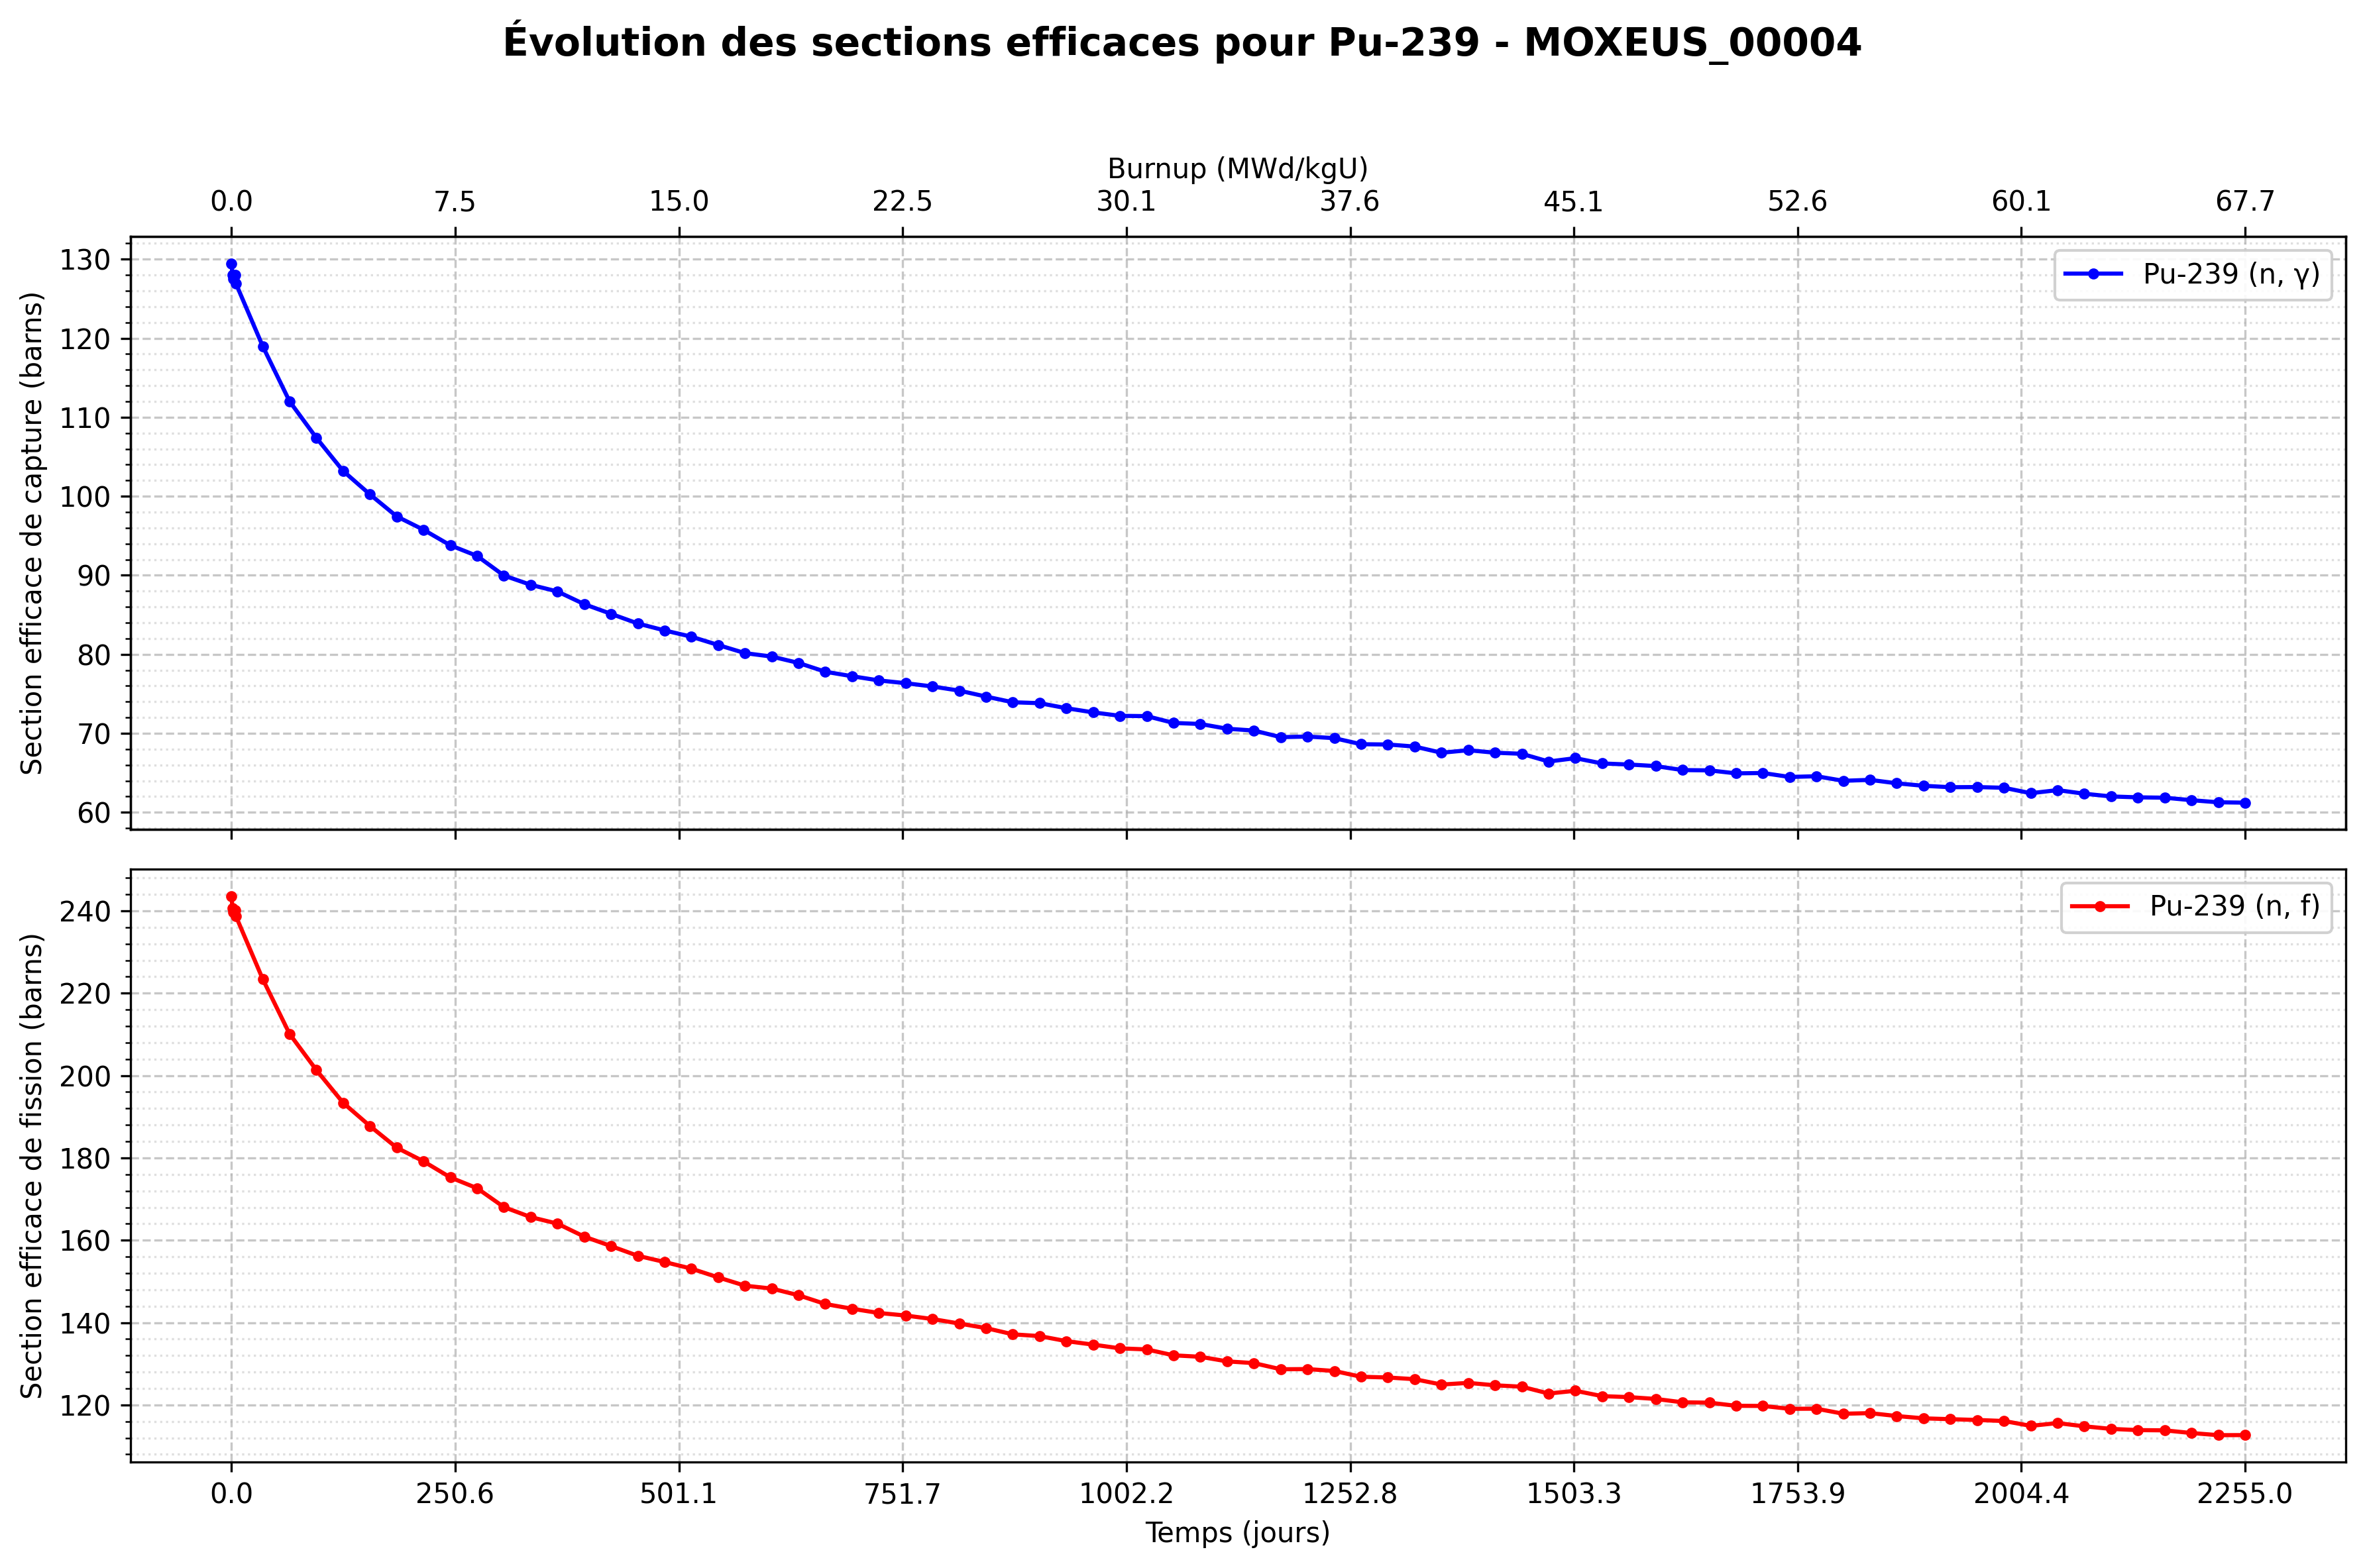 Évolution des sections efficaces pour Pu-239 - MOXEUS_00004
Burnup (MWd/kgU)
0.0 7.5 15.0 22.5 30.1 37.6 45.1 52.6 60.1 67.7
Section efficace de capture (barns)
130
120
110
100
90
80
70
60
Pu-239 (n, γ)
Section efficace de fission (barns)
240
220
200
180
160
140
120
Pu-239 (n, f)
0.0 250.6 501.1 751.7 1002.2 1252.8 1503.3 1753.9 2004.4 2255.0
Temps (jours)